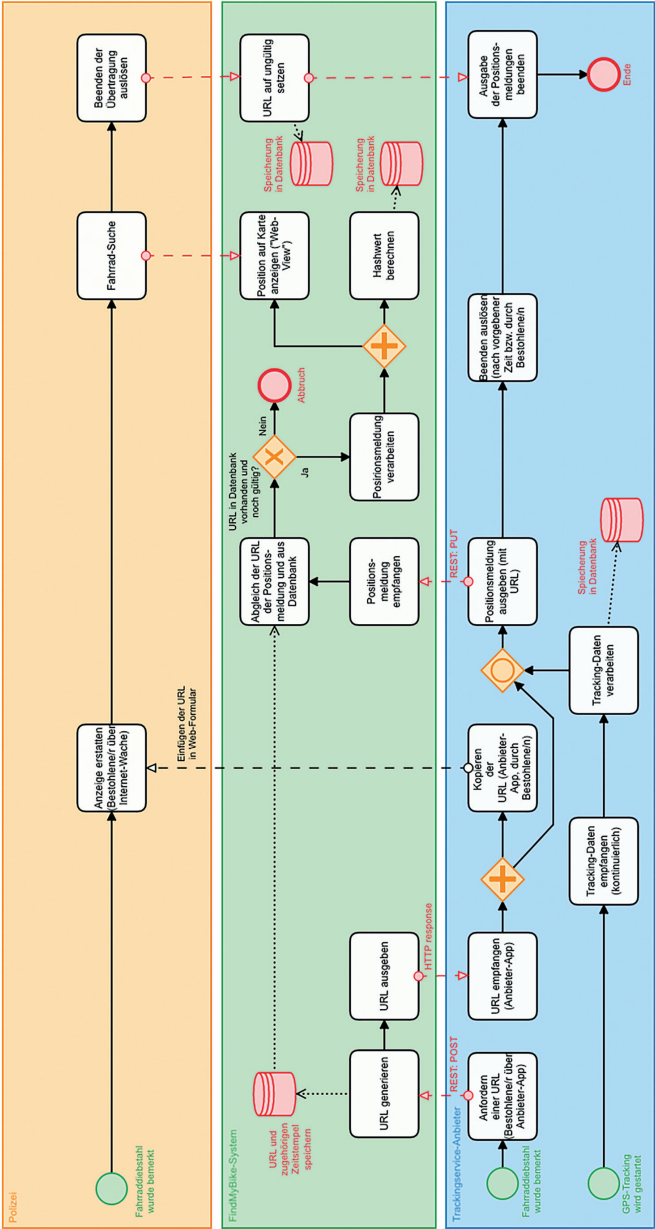 Polizei
Fahrraddiebstahl
wurde bemerkt
Anzeige erstatten
(Bestohlene/r über
Internet-Wache)
Einfügen der URL
in Web-Formular
Fahrrad-Suche
Beenden der
Übertragung
auslösen
FindMyBike-System
URL und
zugehörigen
Zeitstempel
speichern
URL generieren
URL ausgeben
Abgleich der URL
der Positions-
meldung und aus
Datenbank
Positions-
meldung
empfangen
URL in Datenbank
vorhanden und
noch gültig?
Nein
Abbruch
Ja
Posirionsmeldung
verarbeiten
Position auf Karte
anzeigen ("Web-
View")
Hashwert
berechnen
Speicherung
in Datenbank
Speicherung
in Datenbank
URL auf ungültig
setzen
REST: POST
HTTP response
REST: PUT
Trackingservice-Anbieter
Fahrraddiebstahl
wurde bemerkt
Anfordern
einer URL
(Bestohlene/r über
Anbieter-App)
URL empfangen
(Anbieter-App)
Kopieren
der
URL (Anbieter-
App, durch
Bestohlene/n)
Positionsmeldung
ausgeben (mit
URL)
Beenden auslösen
(nach vorgebener
Zeit bzw. durch
Bestohlene/n
Ausgabe
der Positions-
meldungen
beenden
Ende
GPS-Tracking
wird gestartet
Tracking-Daten
empfangen
(kontinuierlich)
Tracking-Daten
verarbeiten
Spiecherung
in Datenbank